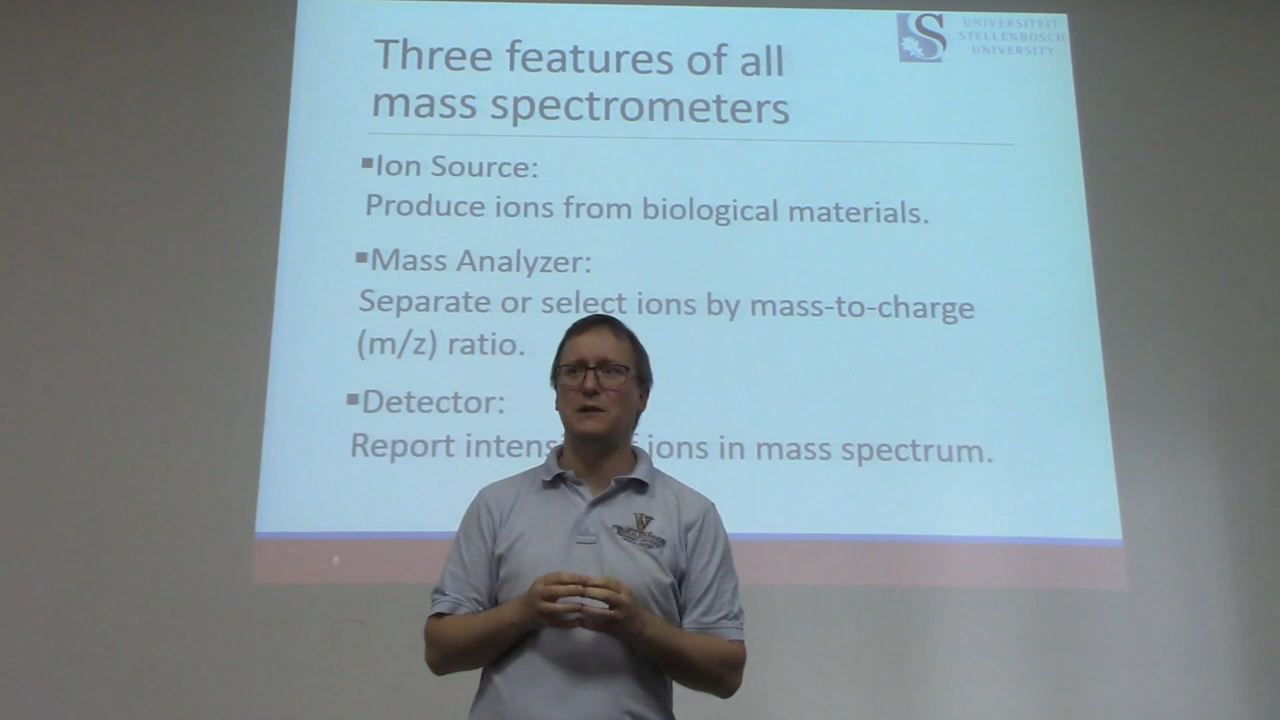 Three features of all
mass spectrometers
UNIVERSITEIT
STELLENBOSCH
UNIVERSITY
S
▪Ion Source:
Produce ions from biological materials.
▪Mass Analyzer:
Separate or select ions by mass-to-charge
(m/z) ratio.
▪Detector:
Report intens ions in mass spectrum.
V